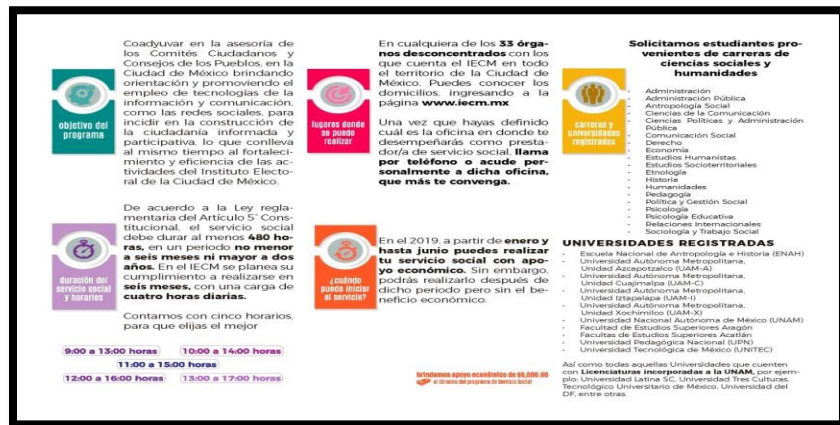 objetivo del
programa
Coadyuvar en la asesoría de
los Comités Ciudadanos y
Consejos de los Pueblos, en la
Ciudad de México brindando
orientación y promoviendo el
empleo de tecnologías de la
información y comunicación,
como las redes sociales, para
incidir en la construcción de
la ciudadanía informada y
participativa, lo que conlleva
al mismo tiempo al fortaleci-
miento y eficiencia de las ac-
tividades del Instituto Electo-
ral de la Ciudad de México.
duración del
servicio social
y horarios
De acuerdo a la Ley regla-
mentaria del Artículo 5° Cons-
titucional, el servicio social
debe durar al menos 480 ho-
ras, en un periodo no menor
a seis meses ni mayor a dos
años. En el IECM se planea su
cumplimiento a realizarse en
seis meses, con una carga de
cuatro horas diarias.
Contamos con cinco horarios,
para que elijas el mejor
9:00 a 13:00 horas
10:00 a 14:00 horas
11:00 a 15:00 horas
12:00 a 16:00 horas
13:00 a 17:00 horas
lugares donde
se puede
realizar
En cualquiera de los 33 órga-
nos desconcentrados con los
que cuenta el IECM en todo
el territorio de la Ciudad de
México. Puedes conocer los
domicilios, ingresando a la
página www.iecm.mx
Una vez que hayas definido
cuál es la oficina en donde te
desempeñarás como presta-
dor/a de servicio social, llama
por teléfono o acude per-
sonalmente a dicha oficina,
que más te convenga.
¿cuándo
puedo iniciar
el servicio?
En el 2019, a partir de enero y
hasta junio puedes realizar
tu servicio social con apo-
yo económico. Sin embargo,
podrás realizarlo después de
dicho periodo pero sin el be-
neficio económico.
brindamos apoyo económico de $6,000.00
al término del programa de Servicio Social
carreras y
universidades
registradas
Solicitamos estudiantes pro-
venientes de carreras de
ciencias sociales y
humanidades
- Administración
- Administración Pública
- Antropología Social
- Ciencias de la Comunicación
- Ciencias Políticas y Administración
Pública
- Comunicación Social
- Derecho
- Economía
- Estudios Humanistas
- Estudios Socioterritoriales
- Etnología
- Historia
- Humanidades
- Pedagogía
- Política y Gestión Social
- Psicología
- Psicología Educativa
- Relaciones Internacionales
- Sociología y Trabajo Social
UNIVERSIDADES REGISTRADAS
- Escuela Nacional de Antropología e Historia (ENAH)
- Universidad Autónoma Metropolitana,
Unidad Azcapotzalco (UAM-A)
- Universidad Autónoma Metropolitana,
Unidad Cuajimalpa (UAM-C)
- Universidad Autónoma Metropolitana,
Unidad Iztapalapa (UAM-I)
- Universidad Autónoma Metropolitana,
Unidad Xochimilco (UAM-X)
- Universidad Nacional Autónoma de México (UNAM)
- Facultad de Estudios Superiores Aragón
- Facultas de Estudios Superiores Acatlán
- Universidad Pedagógica Nacional (UPN)
- Universidad Tecnológica de México (UNITEC)
Así como todas aquellas Universidades que cuenten
con Licenciaturas incorporadas a la UNAM, por ejem-
plo: Universidad Latina SC, Universidad Tres Culturas,
Tecnológico Universitario de México, Universidad del
DF, entre otras.